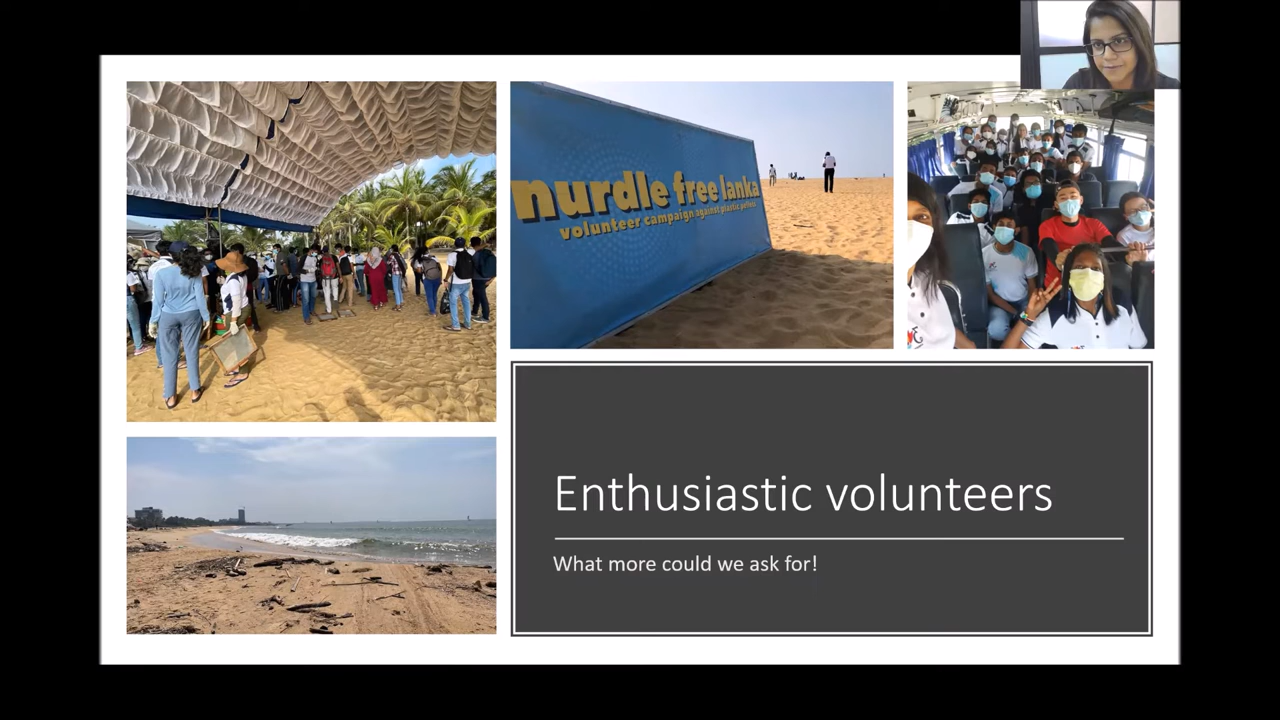 nurdle free lanka
volunteer campaign against plastic pellets
Enthusiastic volunteers
What more could we ask for!